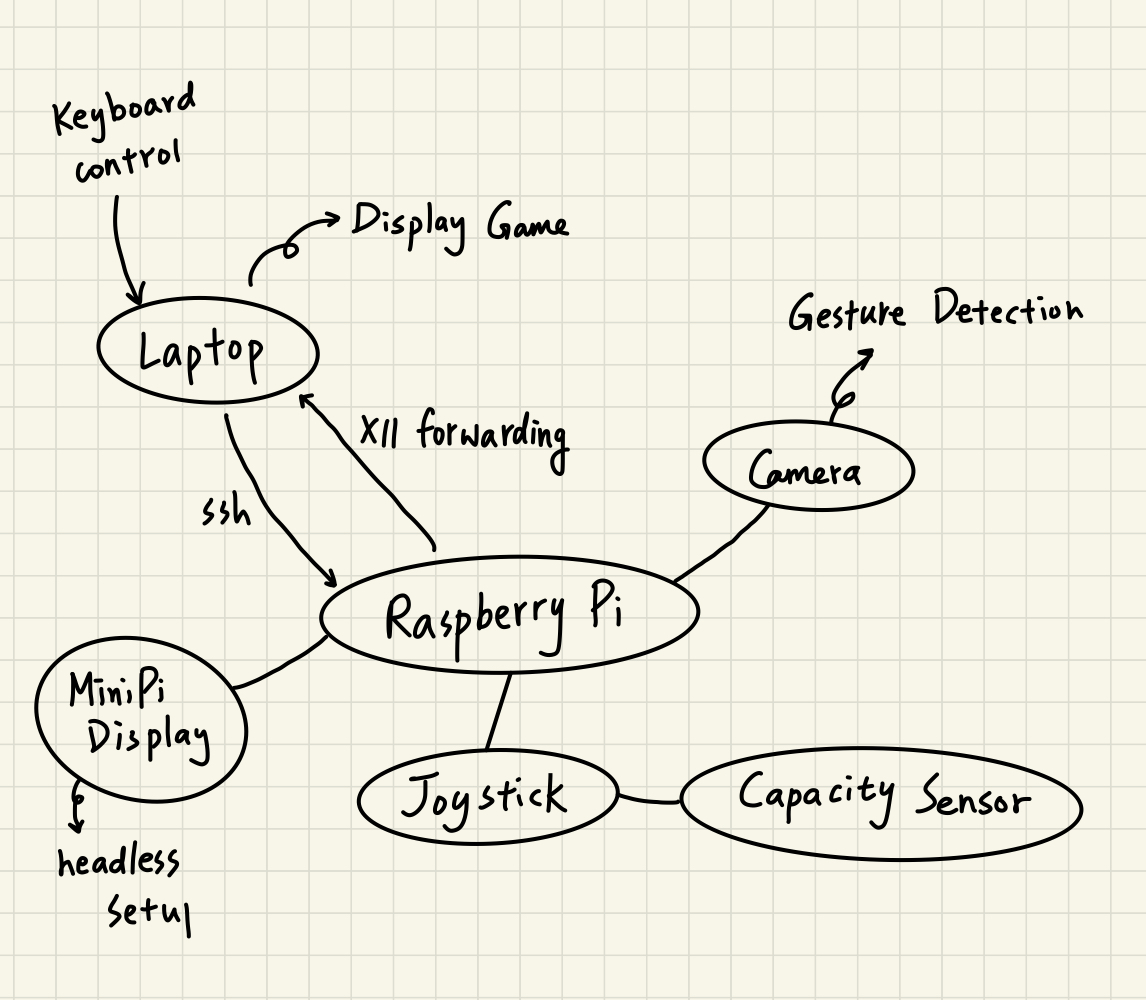 Keyboard
control
Display Game
Laptop
Gesture Detection
X11 forwarding
Camera
ssh
Raspberry Pi
MiniPi
Display
Joystick
Capacity Sensor
headless
setup